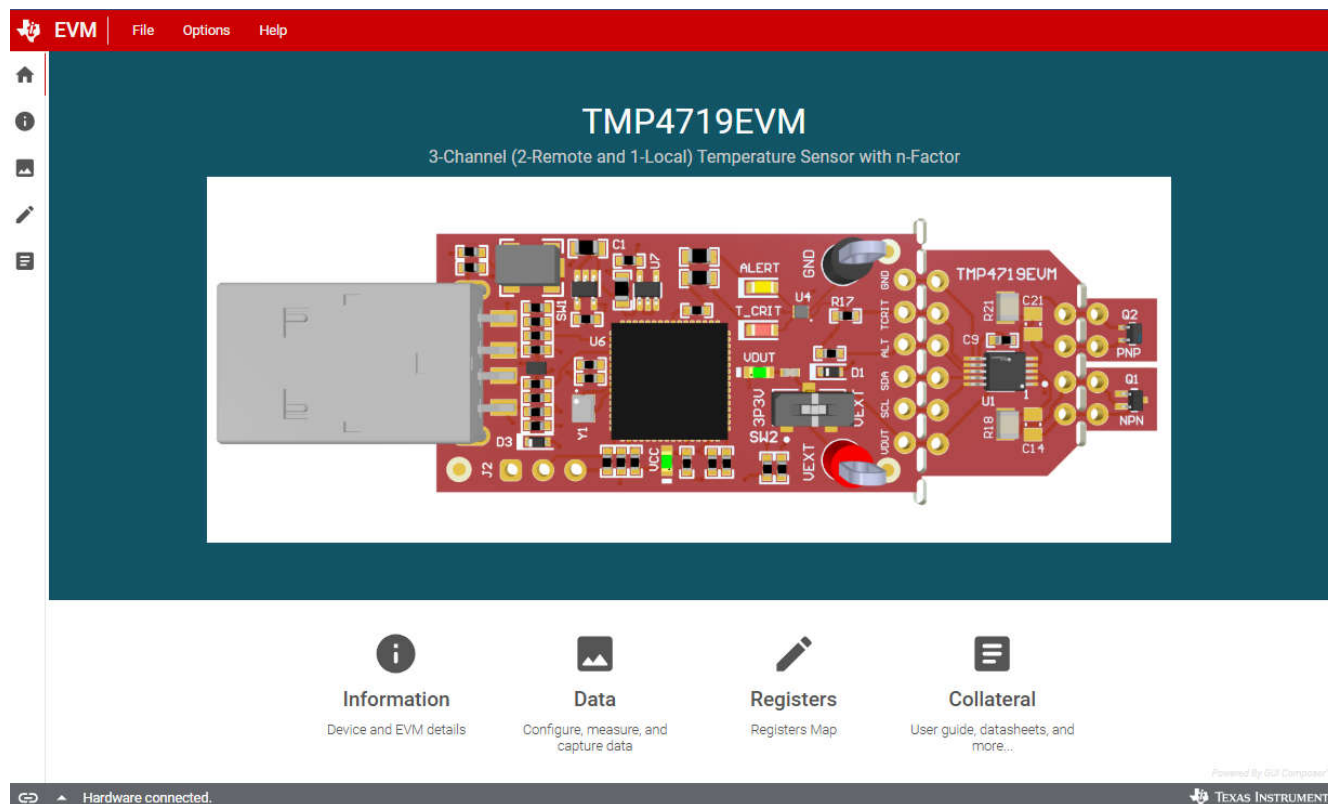 EVM File Options Help
TMP4719EVM
3-Channel (2-Remote and 1-Local) Temperature Sensor with n-Factor
C1
U7
SW1
U6
Y1
D3
J2
VCC
ALERT
GND
U4
T_CRIT
R17
VOUT
D1
3P3V
VEXT
SW2
VEXT
GND
TCRIT
ALT
SDA
SCL
VOUT
TMP4719EVM
R21
C21
C9
U1
1
R18
C14
Q2
PNP
Q1
NPN
Information
Device and EVM details
Data
Configure, measure, and
capture data
Registers
Registers Map
Collateral
User guide, datasheets, and
more...
Powered By GUI Composer
Hardware connected.
TEXAS INSTRUMENT